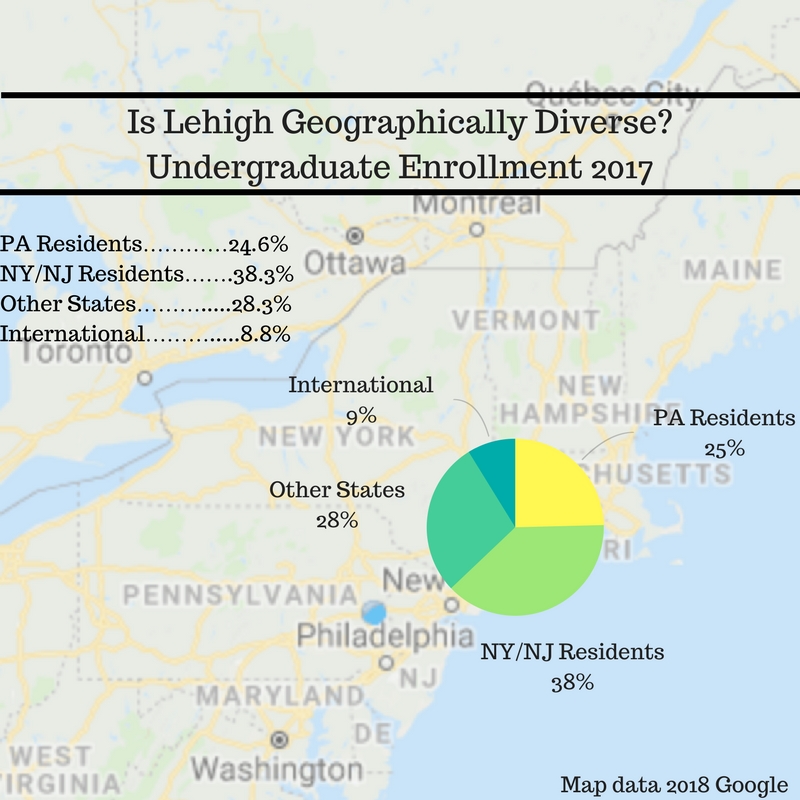 Québec City
Is Lehigh Geographically Diverse?
Undergraduate Enrollment 2017
Montreal
PA Residents............24.6%
NY/NJ Residents.......38.3%
Other States..............28.3%
International..............8.8%
Ottawa
MAINE
VERMONT
Toronto
International
9%
NEW
HAMPSHIRE
PA Residents
25%
NEW YORK
CHUSETTS
Other States
28%
RI
New
PENNSYLVANIA
Philadelphia
NY/NJ Residents
38%
NJ
MARYLAND
DE
WEST
VIRGINIA
Washington
Map data 2018 Google